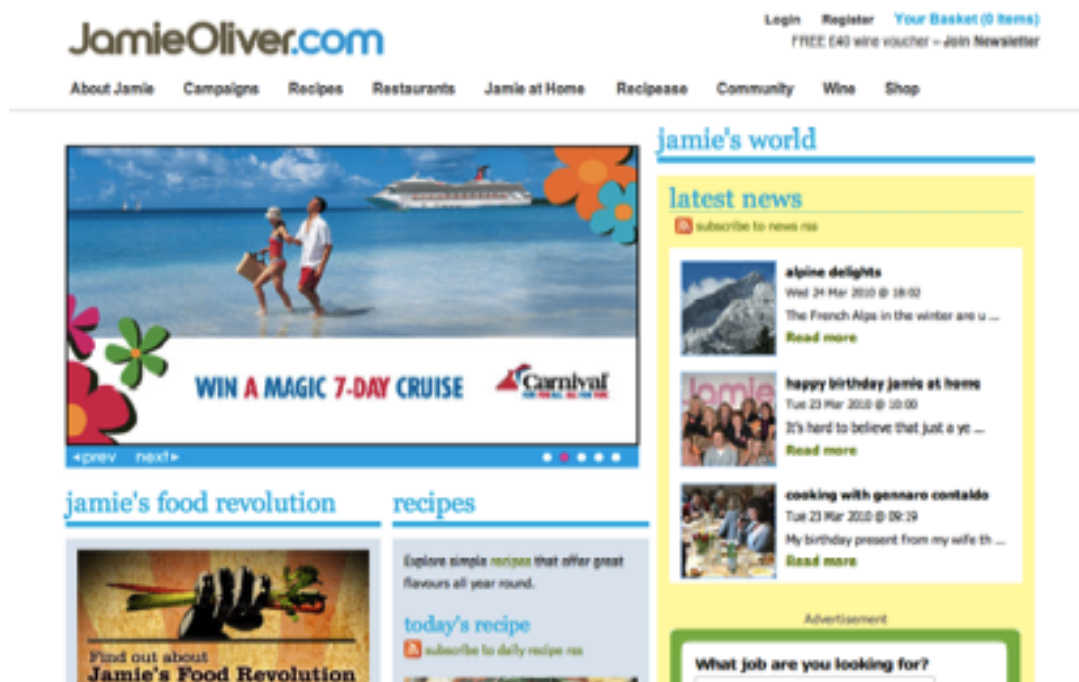 JamieOliver.com
Login Register Your Basket (0 Items)
FREE £40 wine voucher – Join Newsletter
About Jamie Campaigns Recipes Restaurants Jamie at Home Recipease Community Wine Shop
WIN A MAGIC 7-DAY CRUISE
Carnival
prev next
jamie's food revolution
Find out about
Jamie's Food Revolution
recipes
Explore simple recipes that offer great
flavours all year round.
today's recipe
subscribe to daily recipe rss
jamie's world
latest news
subscribe to news rss
alpine delights
Wed 24 Mar 2010 @ 18:02
The French Alps in the winter are u ...
Read more
Jamie
happy birthday jamie at home
Tue 23 Mar 2010 @ 10:00
It's hard to believe that just a ye ...
Read more
cooking with gennaro contaldo
Tue 23 Mar 2010 @ 09:19
My birthday present from my wife th ...
Read more
Advertisement
What job are you looking for?